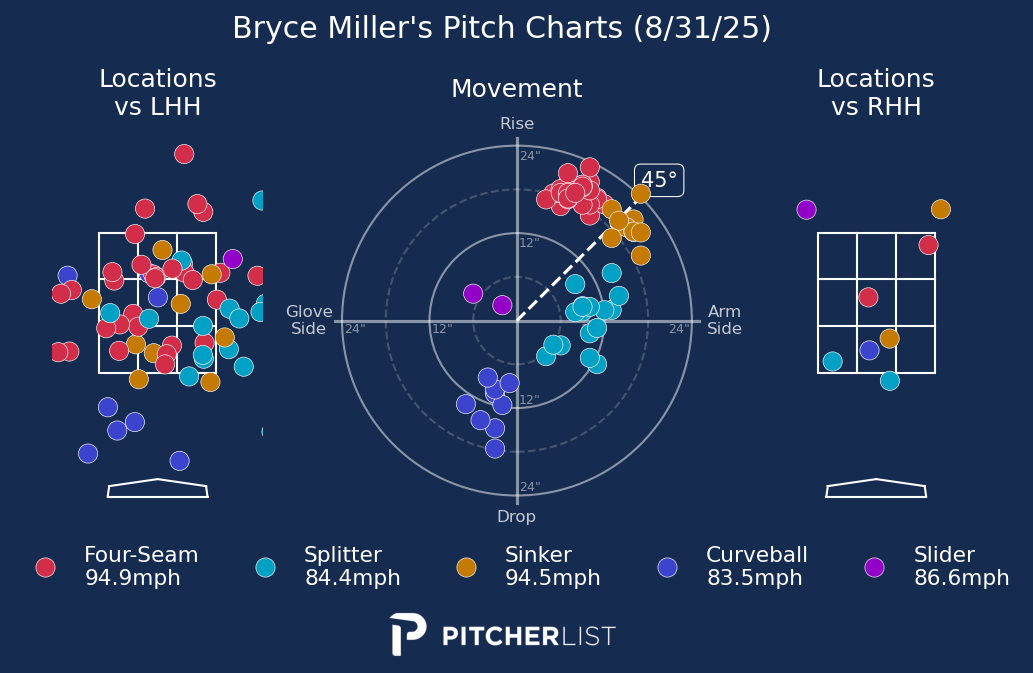 Bryce Miller's Pitch Charts (8/31/25)
Locations
vs LHH
Movement
Locations
vs RHH
Rise
24"
45°
12"
Glove
Side
24"
12"
24"
Arm
Side
12"
24"
Drop
Four-Seam
94.9mph
Splitter
84.4mph
Sinker
94.5mph
Curveball
83.5mph
Slider
86.6mph
PITCHERLIST